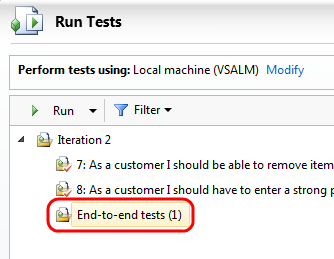 Run Tests
Perform tests using: Local machine (VSALM) Modify
Run Filter
Iteration 2
7: As a customer I should be able to remove item
8: As a customer I should have to enter a strong p
End-to-end tests (1)